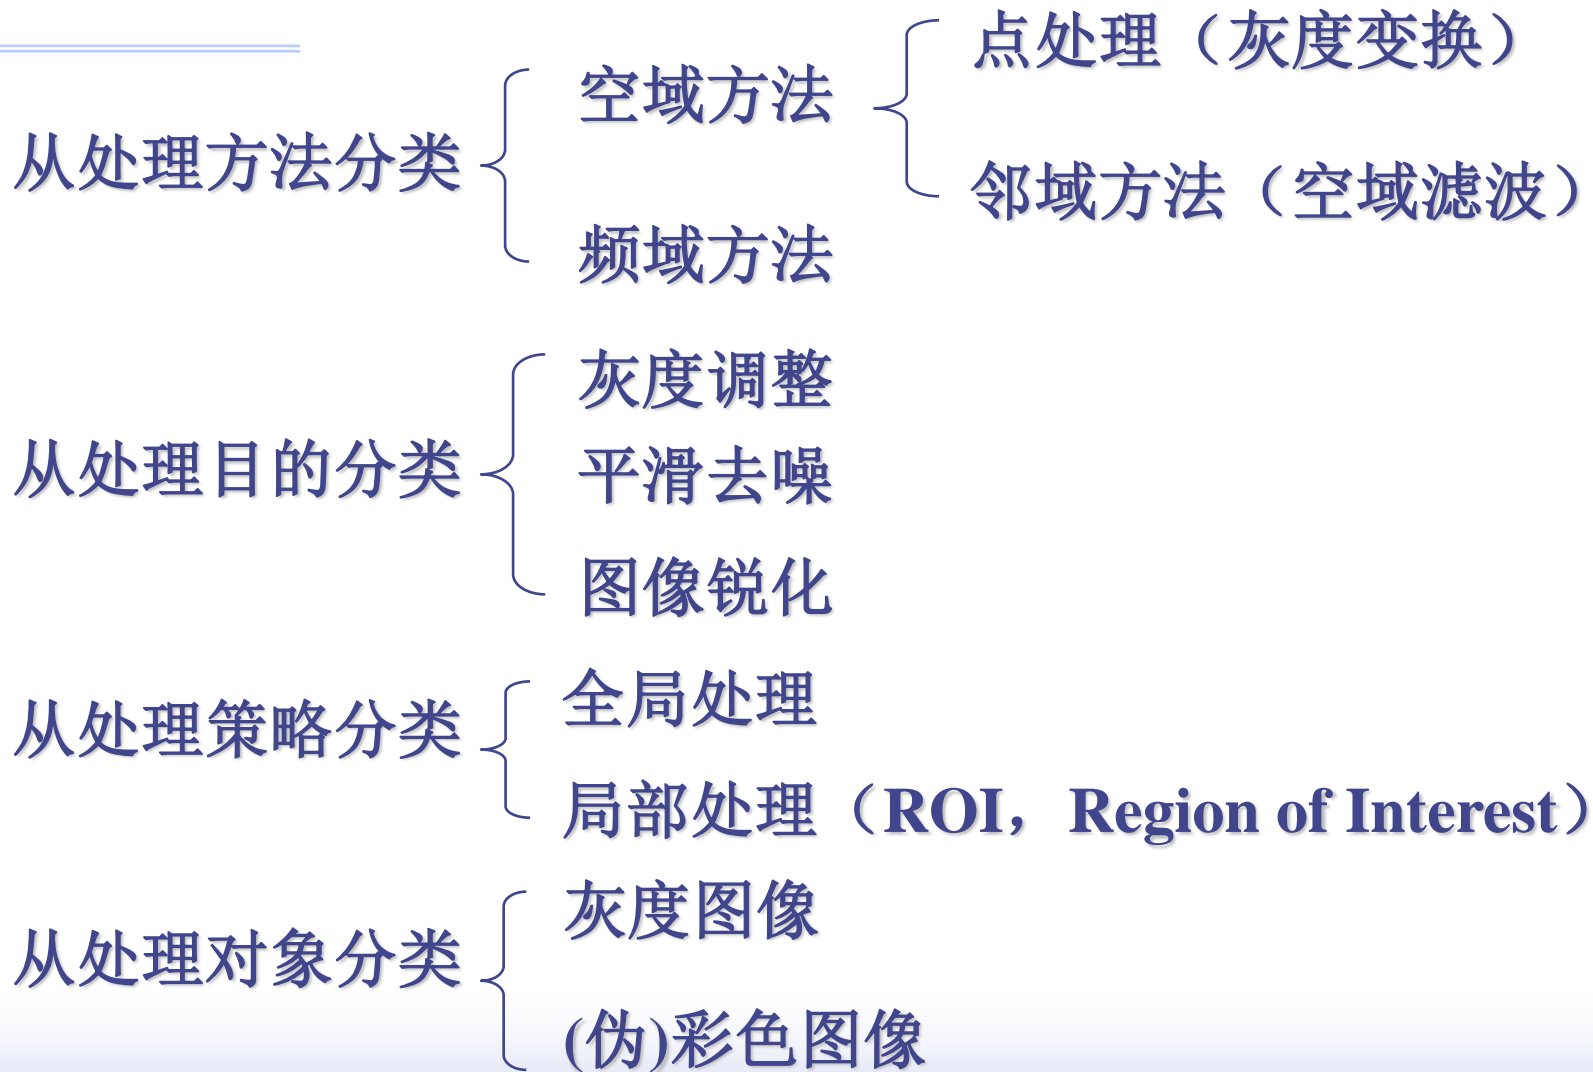 从处理方法分类
空域方法
点处理（灰度变换）
邻域方法（空域滤波）
频域方法
从处理目的分类
灰度调整
平滑去噪
图像锐化
从处理策略分类
全局处理
局部处理（ROI，Region of Interest）
从处理对象分类
灰度图像
(伪)彩色图像